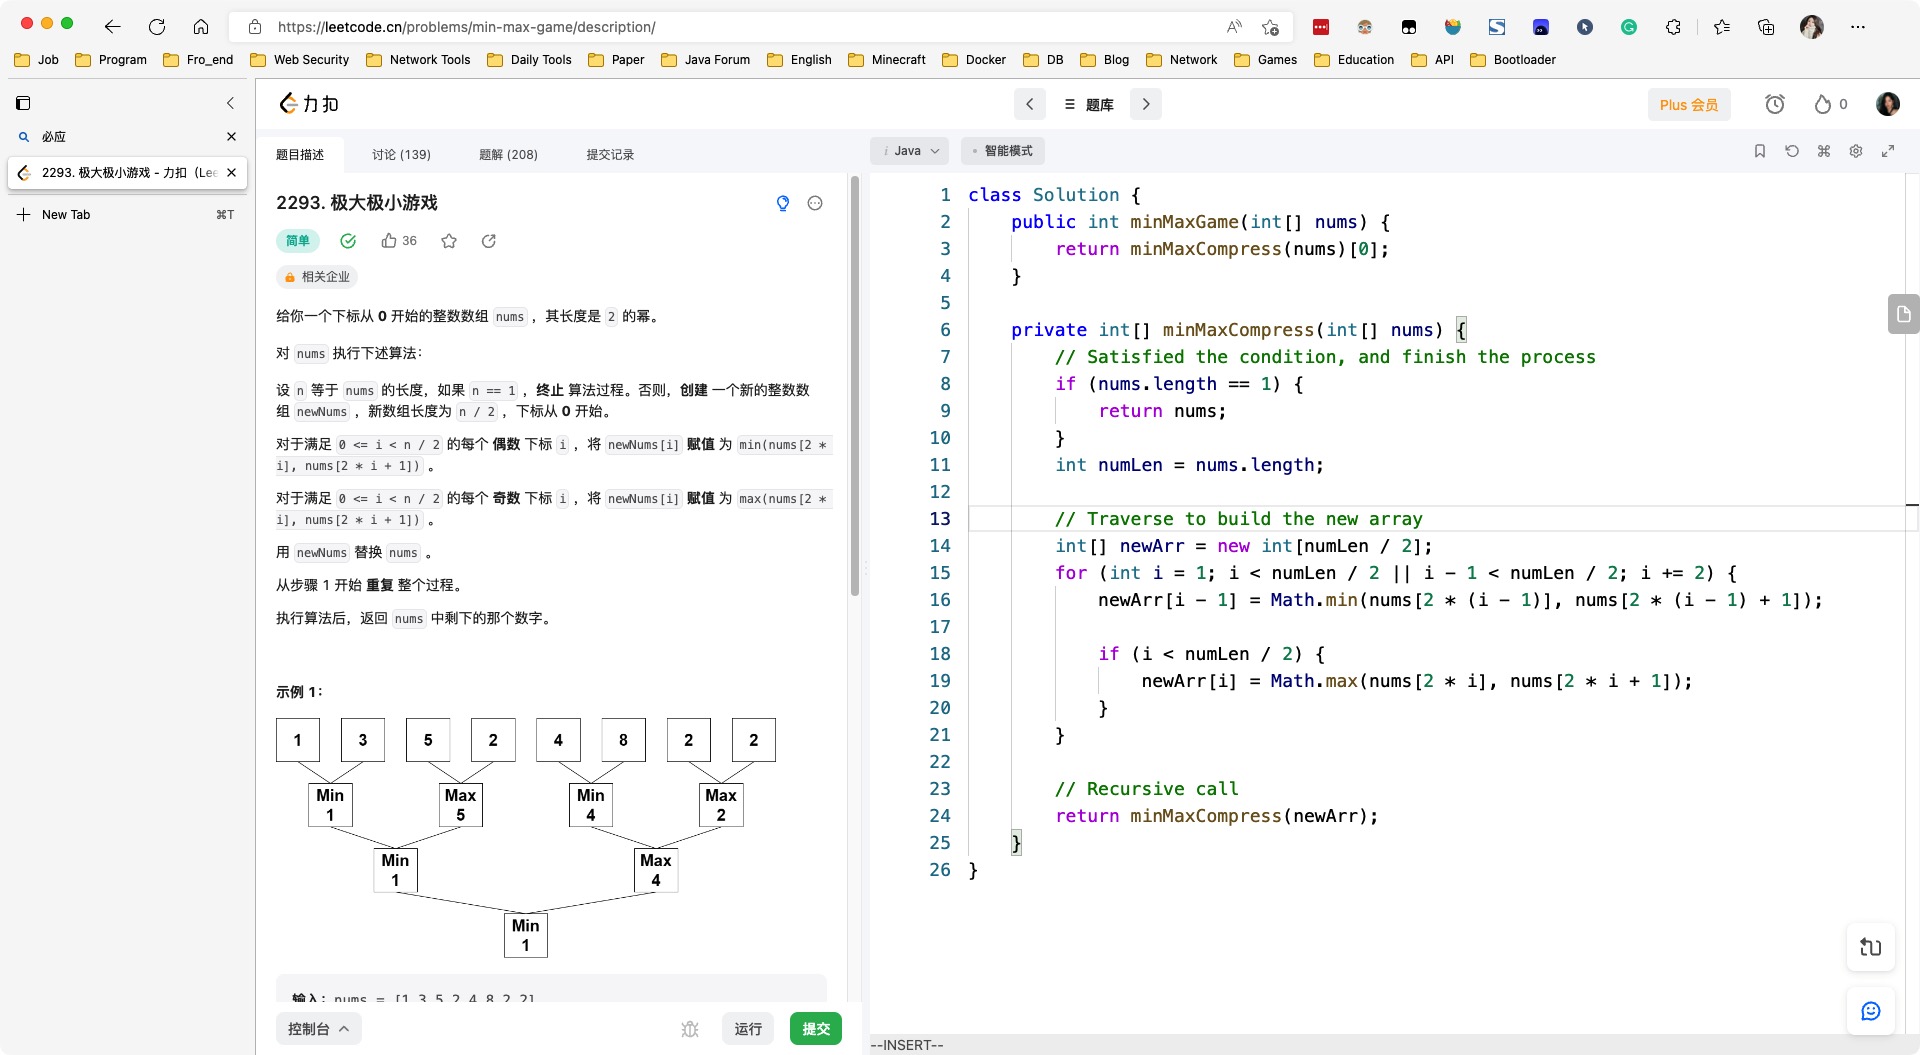 https://leetcode.cn/problems/min-max-game/description/
Job Program Fro_end Web Security Network Tools Daily Tools Paper Java Forum English Minecraft Docker DB Blog Network Games Education API Bootloader
必应
2293. 极大极小游戏 - 力扣（Lee
New Tab ⌘T
力扣
题库
Plus 会员
0
题目描述 讨论 (139) 题解 (208) 提交记录
2293. 极大极小游戏
简单 36
相关企业
给你一个下标从 0 开始的整数数组 nums ，其长度是 2 的幂。
对 nums 执行下述算法：
设 n 等于 nums 的长度，如果 n == 1 ，终止 算法过程。否则，创建 一个新的整数数
组 newNums ，新数组长度为 n / 2 ，下标从 0 开始。
对于满足 0 <= i < n / 2 的每个 偶数 下标 i ，将 newNums[i] 赋值 为 min(nums[2 *
i], nums[2 * i + 1]) 。
对于满足 0 <= i < n / 2 的每个 奇数 下标 i ，将 newNums[i] 赋值 为 max(nums[2 *
i], nums[2 * i + 1]) 。
用 newNums 替换 nums 。
从步骤 1 开始 重复 整个过程。
执行算法后，返回 nums 中剩下的那个数字。
示例 1：
1 3 5 2 4 8 2 2
Min Max Min Max
1 5 4 2
Min Max
1 4
Min
1
输入：nums = [1,3,5,2,4,8,2,2]
控制台
运行
提交
i Java
智能模式
1 class Solution {
2 public int minMaxGame(int[] nums) {
3 return minMaxCompress(nums)[0];
4 }
5
6 private int[] minMaxCompress(int[] nums) {
7 // Satisfied the condition, and finish the process
8 if (nums.length == 1) {
9 return nums;
10 }
11 int numLen = nums.length;
12
13 // Traverse to build the new array
14 int[] newArr = new int[numLen / 2];
15 for (int i = 1; i < numLen / 2 || i - 1 < numLen / 2; i += 2) {
16 newArr[i - 1] = Math.min(nums[2 * (i - 1)], nums[2 * (i - 1) + 1]);
17
18 if (i < numLen / 2) {
19 newArr[i] = Math.max(nums[2 * i], nums[2 * i + 1]);
20 }
21 }
22
23 // Recursive call
24 return minMaxCompress(newArr);
25 }
26 }
--INSERT--